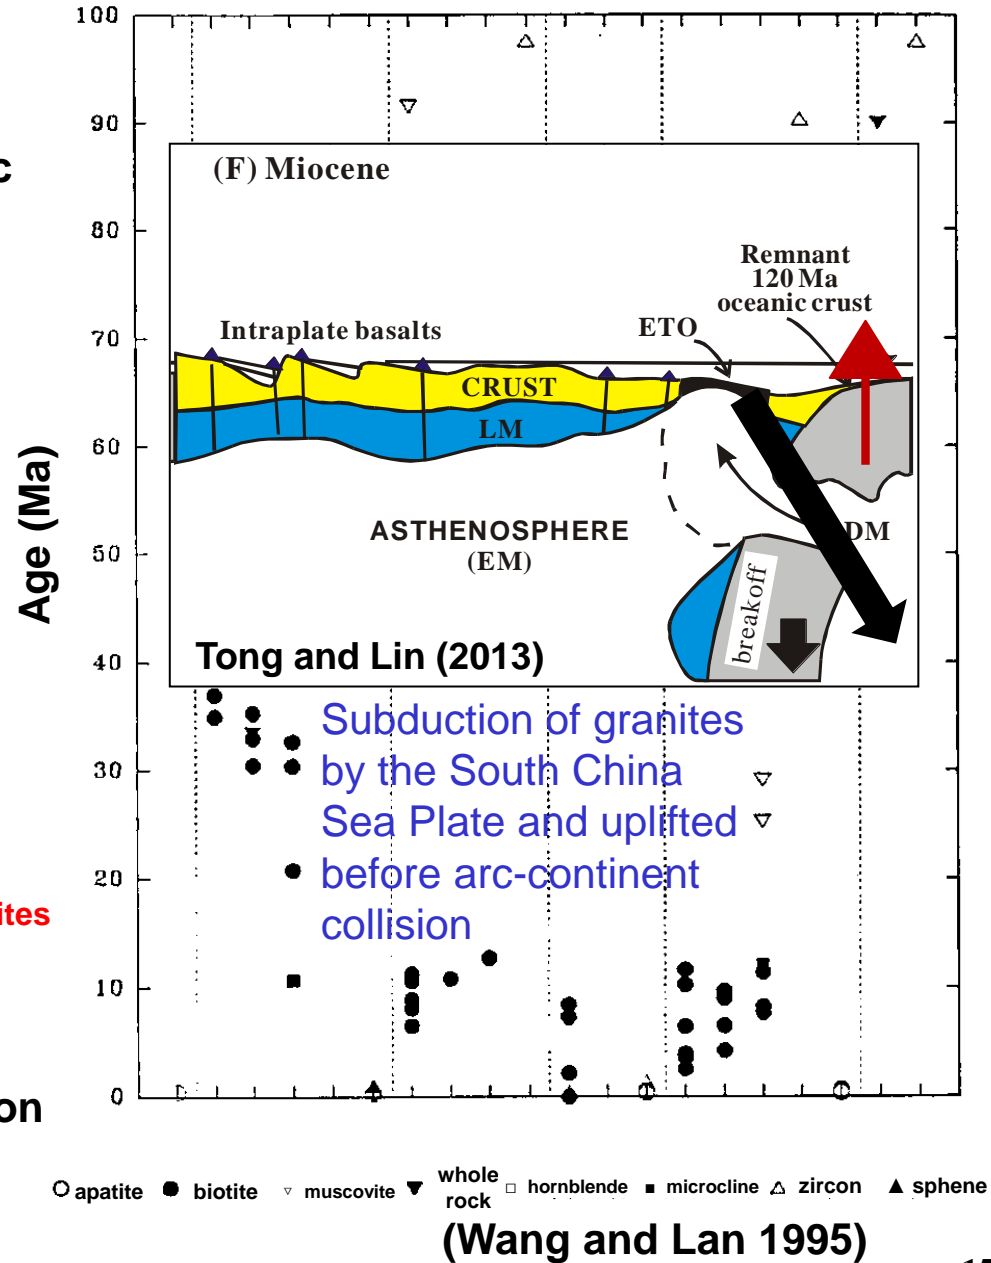 100
90
c
(F) Miocene
80
Remnant
120 Ma
oceanic crust
ETO
70
Intraplate basalts
CRUST
LM
60
Age (Ma)
ASTHENOSPHERE
(EM)
DM
50
breakoff
40
Tong and Lin (2013)
Subduction of granites
by the South China
Sea Plate and uplifted
before arc-continent
collision
30
20
ites
10
0
on
apatite biotite muscovite whole rock hornblende microcline zircon sphene
(Wang and Lan 1995)